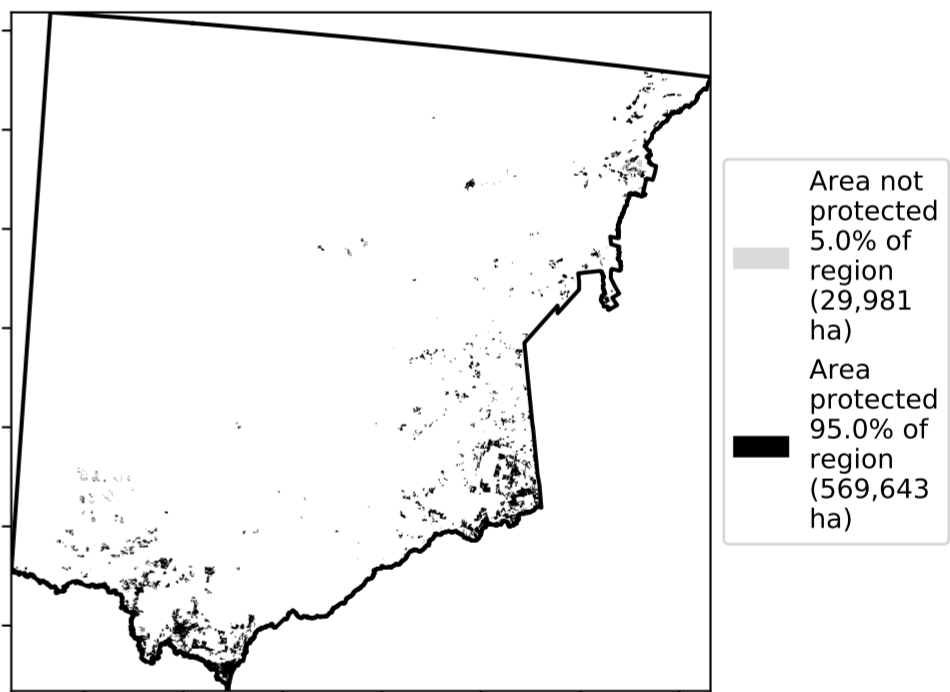 Area not
protected
5.0% of
region
(29,981
ha)
Area
protected
95.0% of
region
(569,643
ha)